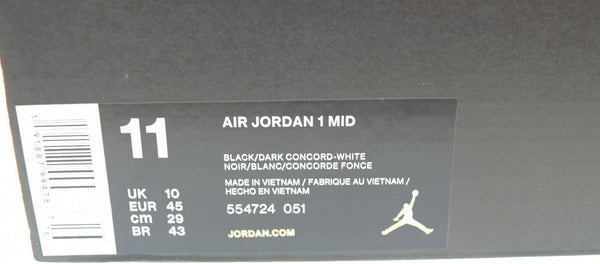 11
AIR JORDAN 1 MID
BLACK/DARK CONCORD-WHITE
NOIR/BLANC/CONCORDE FONCE
MADE IN VIETNAM / FABRIQUE AU VIETNAM /
HECHO EN VIETNAM
UK 10
EUR 45
cm 29
BR 43
554724 051
JORDAN.COM